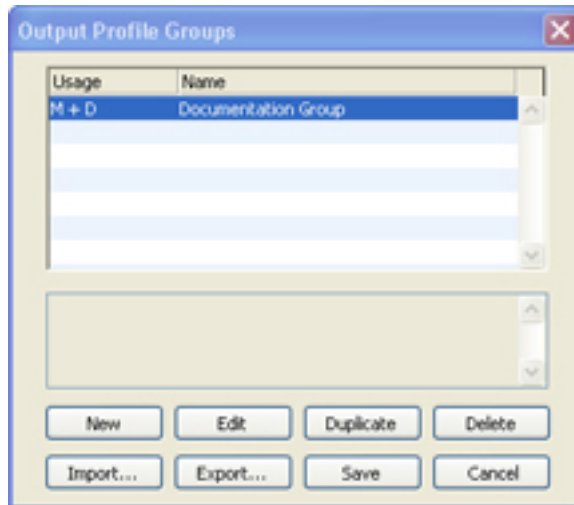 Output Profile Groups
Usage Name
M + D Documentation Group
New Edit Duplicate Delete
Import... Export... Save Cancel